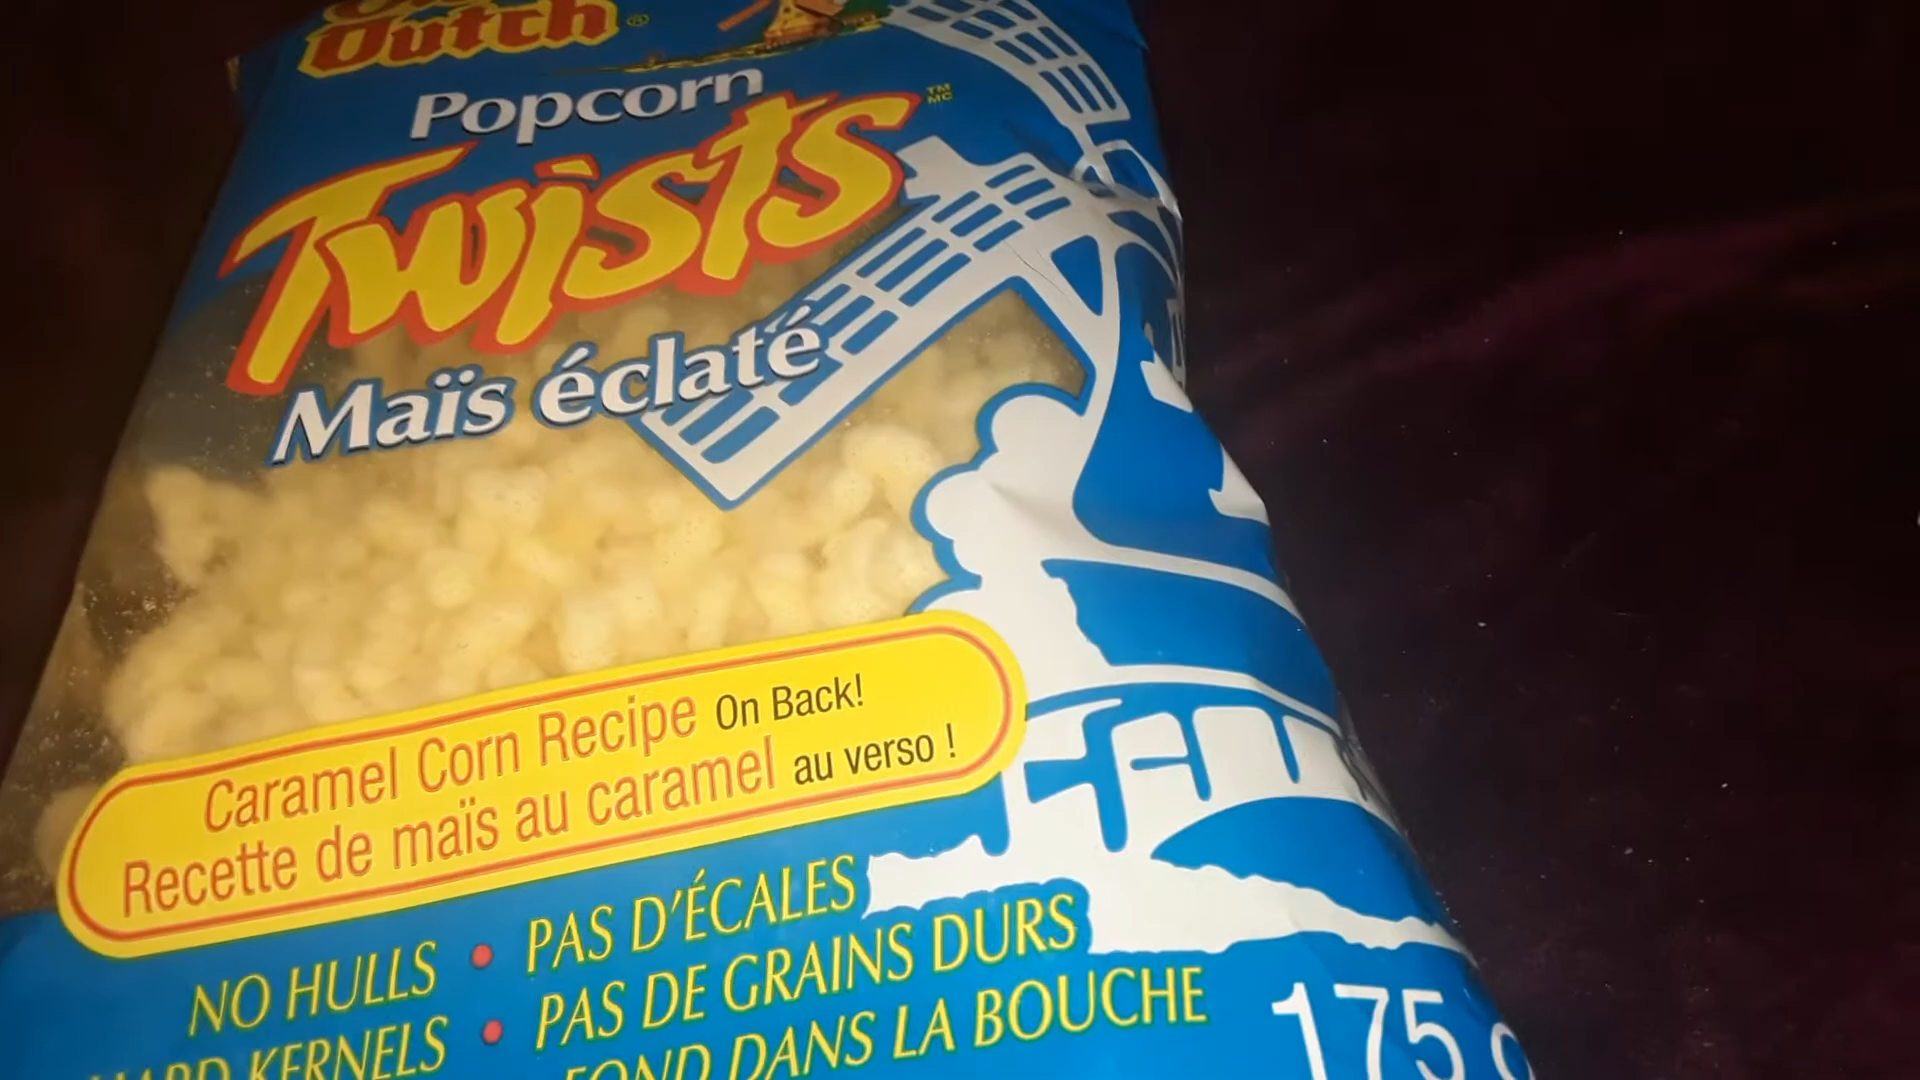 Dutch ®
Popcorn
Twists TM MC
Maïs éclaté
Caramel Corn Recipe On Back!
Recette de maïs au caramel au verso !
NO HULLS • PAS D'ÉCALES
KERNELS • PAS DE GRAINS DURS
FOND DANS LA BOUCHE
175 g